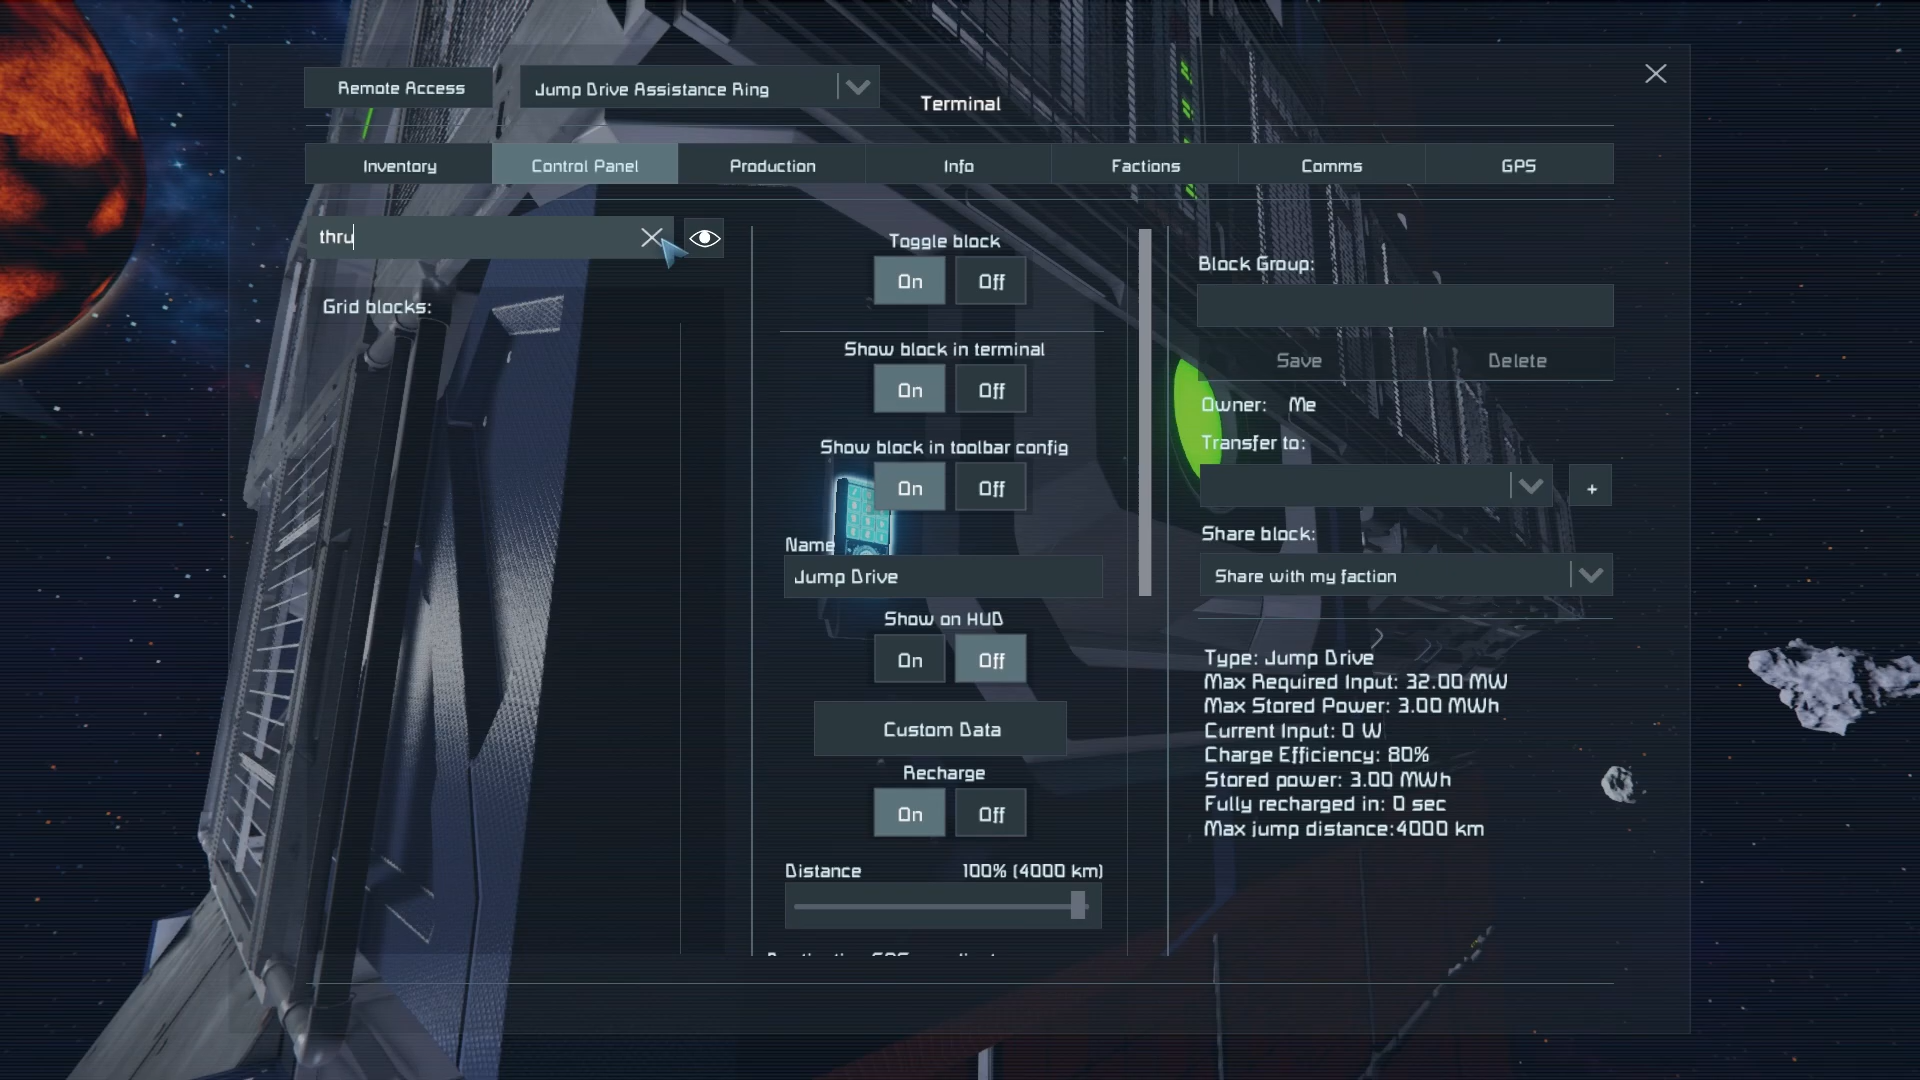 Remote Access
Jump Drive Assistance Ring
Terminal
Inventory
Control Panel
Production
Info
Factions
Comms
GPS
thru
Grid blocks:
Toggle block
On
Off
Show block in terminal
On
Off
Show block in toolbar config
On
Off
Name
Jump Drive
Show on HUD
On
Off
Custom Data
Recharge
On
Off
Distance
100% (4000 km)
Block Group:
Save
Delete
Owner: Me
Transfer to:
+
Share block:
Share with my faction
Type: Jump Drive
Max Required Input: 32.00 MW
Max Stored Power: 3.00 MWh
Current Input: 0 W
Charge Efficiency: 80%
Stored power: 3.00 MWh
Fully recharged in: 0 sec
Max jump distance:4000 km